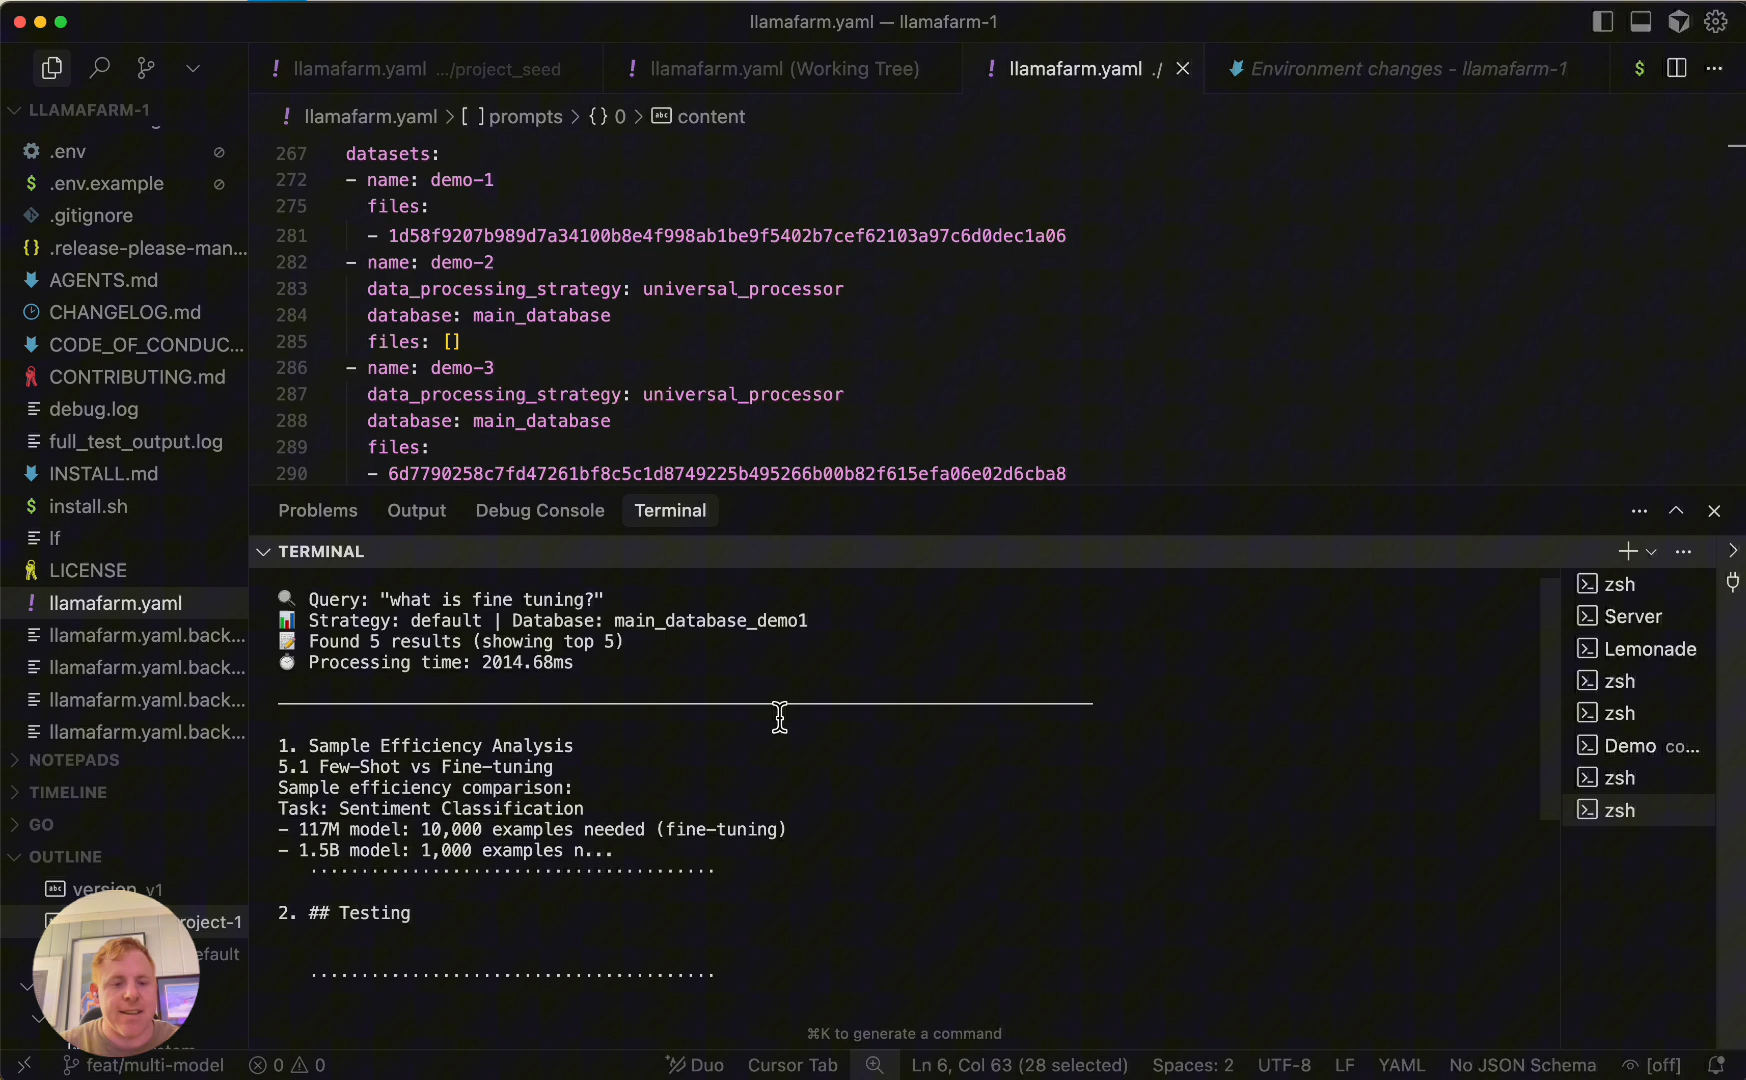 llamafarm.yaml — llamafarm-1
! llamafarm.yaml .../project_seed
! llamafarm.yaml (Working Tree)
! llamafarm.yaml ./
Environment changes - llamafarm-1
LLAMAFARM-1
.env
$ .env.example
.gitignore
{} .release-please-man...
AGENTS.md
CHANGELOG.md
CODE_OF_CONDUC...
CONTRIBUTING.md
debug.log
full_test_output.log
INSTALL.md
$ install.sh
lf
LICENSE
! llamafarm.yaml
llamafarm.yaml.back...
llamafarm.yaml.back...
llamafarm.yaml.back...
llamafarm.yaml.back...
NOTEPADS
TIMELINE
GO
OUTLINE
abc version v1
roject-1
efault
! llamafarm.yaml > [ ] prompts > {} 0 > abc content
267 datasets:
272 - name: demo-1
275 files:
281 - 1d58f9207b989d7a34100b8e4f998ab1be9f5402b7cef62103a97c6d0dec1a06
282 - name: demo-2
283 data_processing_strategy: universal_processor
284 database: main_database
285 files: []
286 - name: demo-3
287 data_processing_strategy: universal_processor
288 database: main_database
289 files:
290 - 6d7790258c7fd47261bf8c5c1d8749225b495266b00b82f615efa06e02d6cba8
Problems Output Debug Console Terminal
TERMINAL
Query: "what is fine tuning?"
Strategy: default | Database: main_database_demo1
Found 5 results (showing top 5)
Processing time: 2014.68ms
1. Sample Efficiency Analysis
5.1 Few-Shot vs Fine-tuning
Sample efficiency comparison:
Task: Sentiment Classification
- 117M model: 10,000 examples needed (fine-tuning)
- 1.5B model: 1,000 examples n...
2. ## Testing
⌘K to generate a command
zsh
Server
Lemonade
zsh
zsh
Demo co...
zsh
zsh
feat/multi-model 0 0 Duo Cursor Tab Ln 6, Col 63 (28 selected) Spaces: 2 UTF-8 LF YAML No JSON Schema [off]